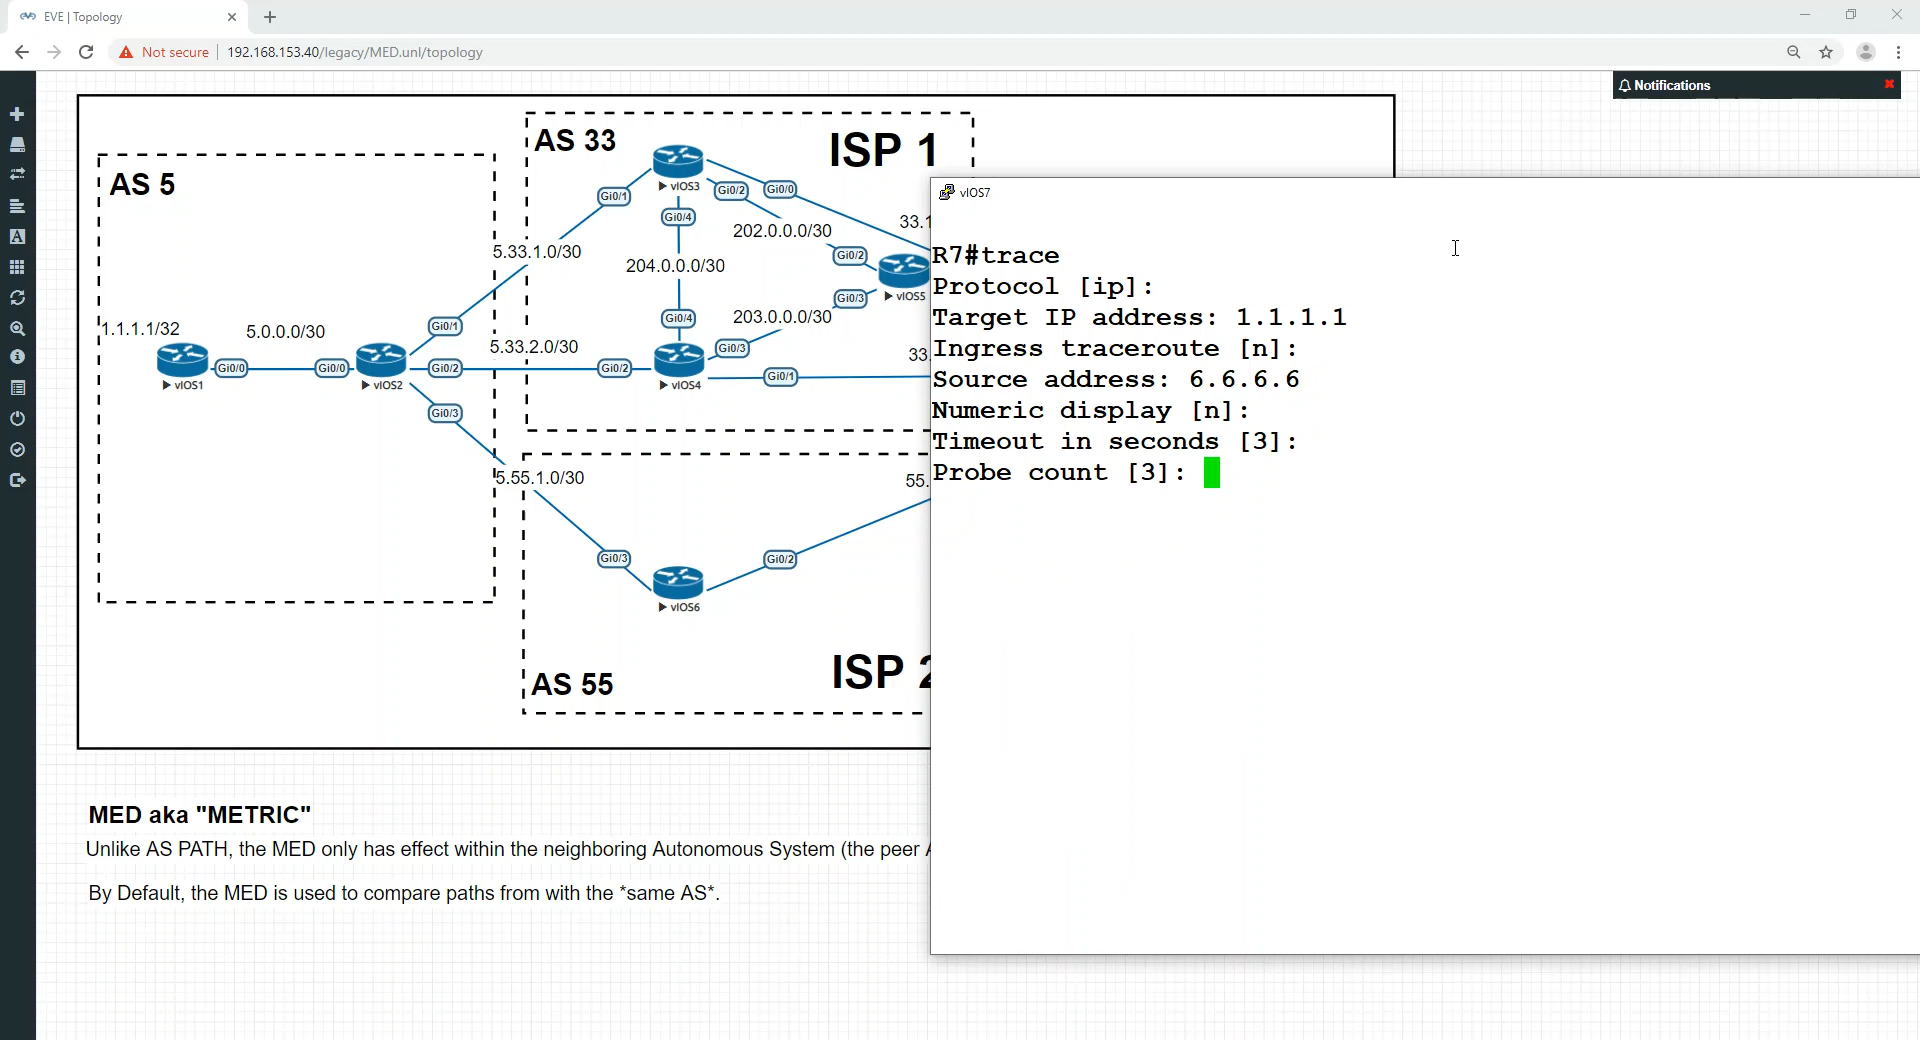 EVE | Topology
Not secure
192.168.153.40/legacy/MED.unl/topology
Notifications
AS 33
ISP 1
AS 5
vIOS3
Gi0/1
Gi0/2
Gi0/0
Gi0/4
202.0.0.0/30
33.1
5.33.1.0/30
204.0.0.0/30
Gi0/2
vIOS5
Gi0/3
1.1.1.1/32
5.0.0.0/30
Gi0/1
Gi0/4
203.0.0.0/30
5.33.2.0/30
Gi0/3
33.
Gi0/0
Gi0/0
Gi0/2
Gi0/2
Gi0/1
vIOS1
vIOS2
vIOS4
Gi0/3
5.55.1.0/30
55.
Gi0/3
Gi0/2
vIOS6
AS 55
ISP 2
MED aka "METRIC"
Unlike AS PATH, the MED only has effect within the neighboring Autonomous System (the peer A
By Default, the MED is used to compare paths from with the *same AS*.
vIOS7
R7#trace
Protocol [ip]:
Target IP address: 1.1.1.1
Ingress traceroute [n]:
Source address: 6.6.6.6
Numeric display [n]:
Timeout in seconds [3]:
Probe count [3]: